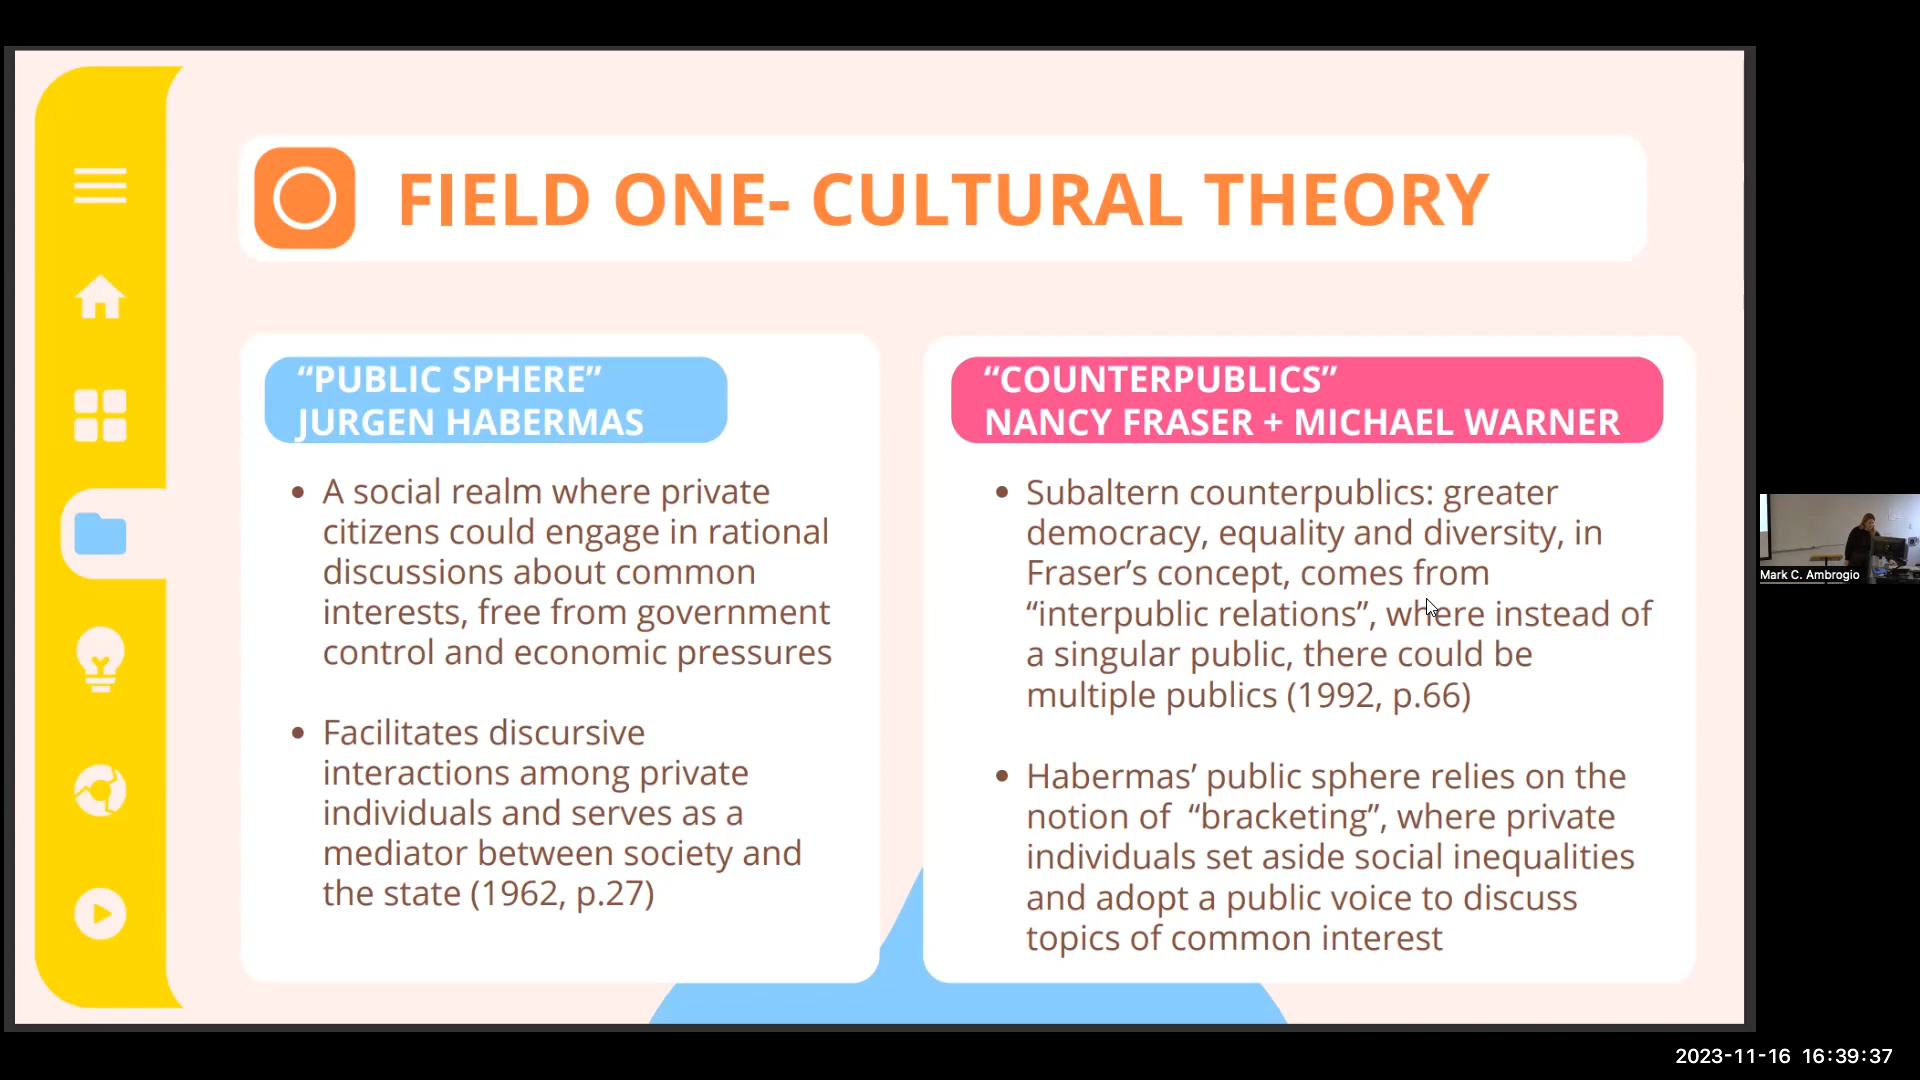 FIELD ONE- CULTURAL THEORY
“PUBLIC SPHERE”
JURGEN HABERMAS
• A social realm where private
citizens could engage in rational
discussions about common
interests, free from government
control and economic pressures
• Facilitates discursive
interactions among private
individuals and serves as a
mediator between society and
the state (1962, p.27)
“COUNTERPUBLICS”
NANCY FRASER + MICHAEL WARNER
• Subaltern counterpublics: greater
democracy, equality and diversity, in
Fraser’s concept, comes from
“interpublic relations”, where instead of
a singular public, there could be
multiple publics (1992, p.66)
• Habermas’ public sphere relies on the
notion of  “bracketing”, where private
individuals set aside social inequalities
and adopt a public voice to discuss
topics of common interest
Mark C. Ambrogio
2023-11-16 16:39:37